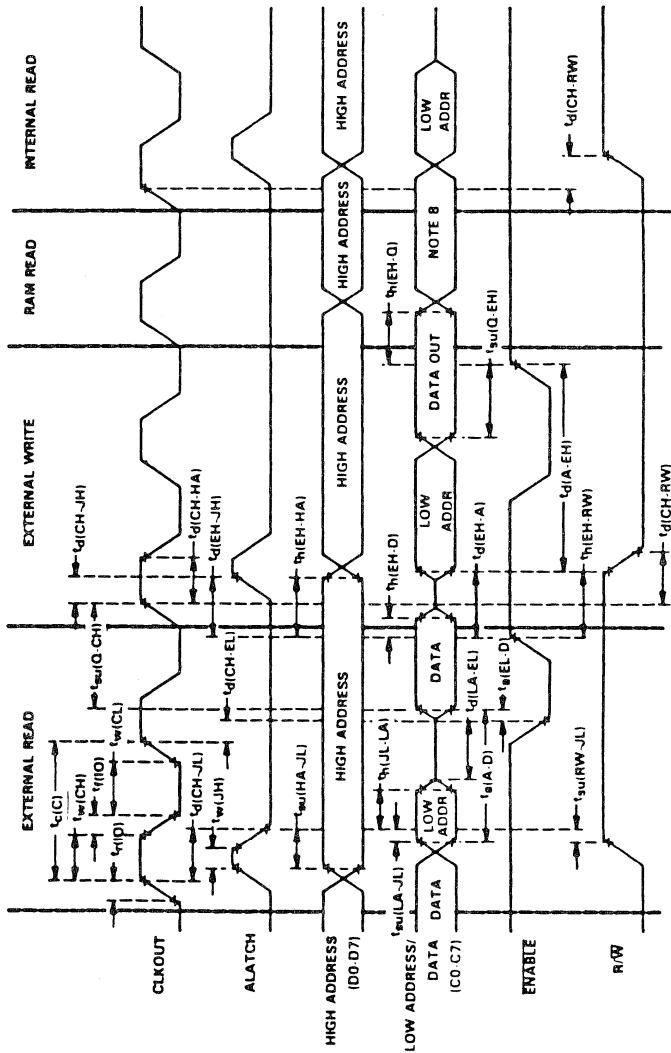 EXTERNAL READ
EXTERNAL WRITE
RAM READ
INTERNAL READ
CLKOUT
tc(C)
tw(CH)
tf(IO)
tr(IO)
tw(CL)
tsu(Q-CH)
td(CH-JH)
ALATCH
td(CH-JL)
tw(JH)
td(CH-EL)
td(CH-HA)
td(EH-JH)
HIGH ADDRESS
(D0-D7)
tsu(HA-JL)
th(EH-HA)
HIGH ADDRESS
HIGH ADDRESS
HIGH ADDRESS
HIGH ADDRESS
LOW ADDRESS/
DATA
(C0-C7)
tsu(LA-JL)
th(JL-LA)
th(EH-D)
th(EH-Q)
DATA
LOW
ADDR
DATA
LOW
ADDR
DATA OUT
NOTE 8
LOW
ADDR
ta(A-D)
td(LA-EL)
ta(EL-D)
td(EH-A)
tsu(Q-EH)
ENABLE
td(A-EH)
R/W
tsu(RW-JL)
th(EH-RW)
td(CH-RW)
td(CH-RW)